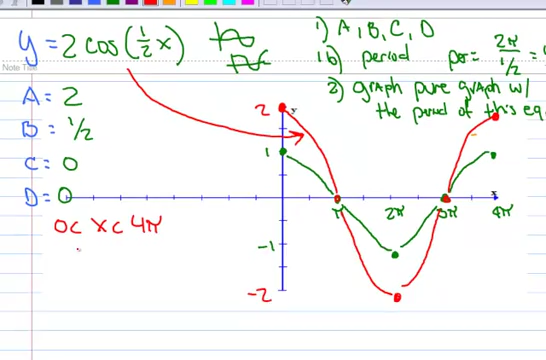 y = 2 cos(1/2 x)
Note Title
A = 2
B = 1/2
C = 0
D = 0
0 < x < 4π
1) A, B, C, D
1b) period per = 2π / 1/2 =
2) graph pure graph w/
the period of this eq
2
x
1
π 2π 3π 4π
x
-1
-2